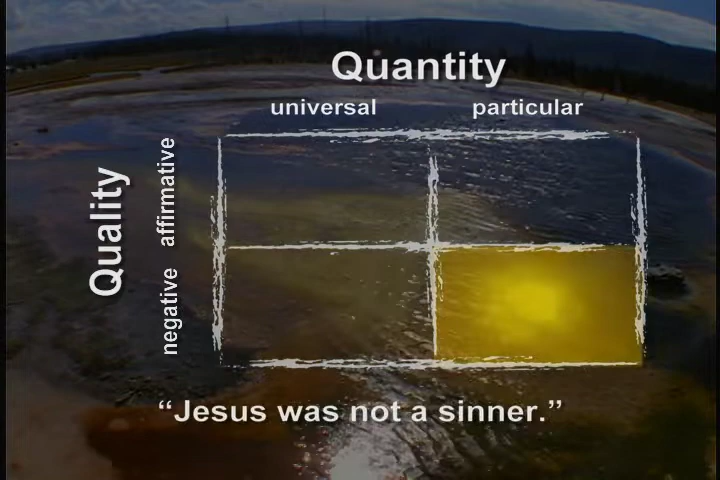 Quantity
universal particular
Quality
affirmative
negative
“Jesus was not a sinner.”